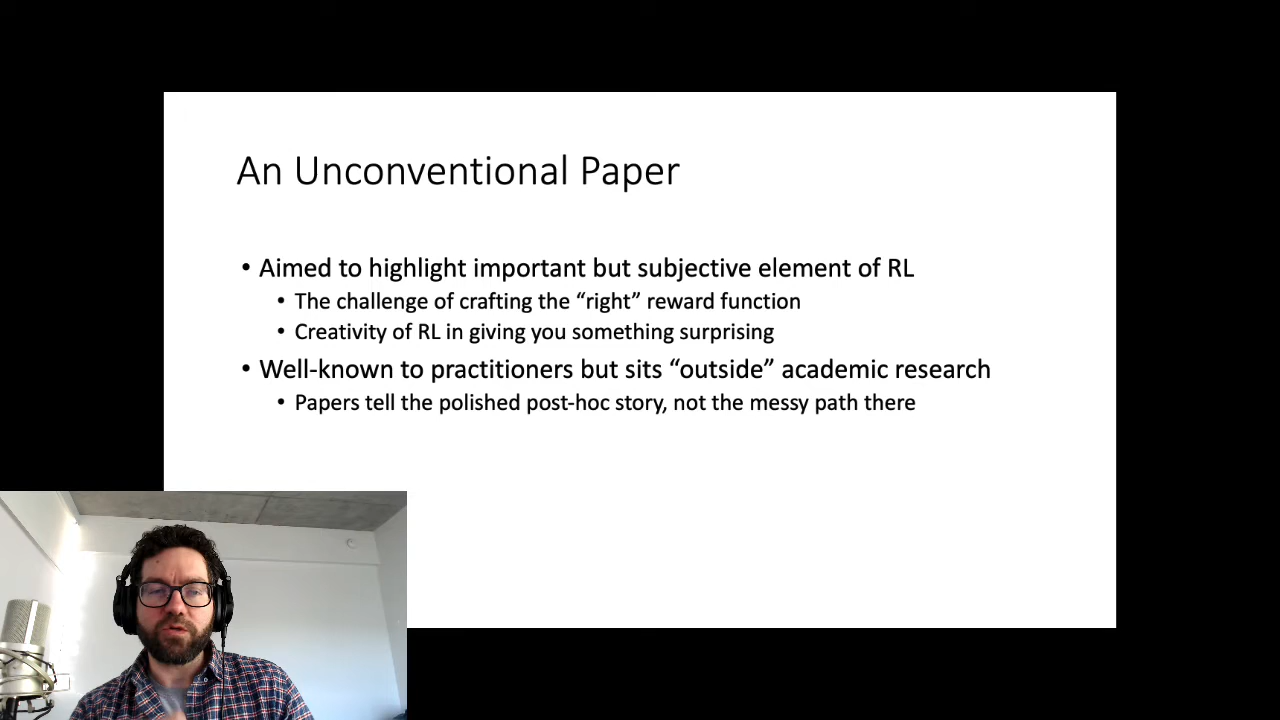 An Unconventional Paper
• Aimed to highlight important but subjective element of RL
• The challenge of crafting the “right” reward function
• Creativity of RL in giving you something surprising
• Well-known to practitioners but sits “outside” academic research
• Papers tell the polished post-hoc story, not the messy path there